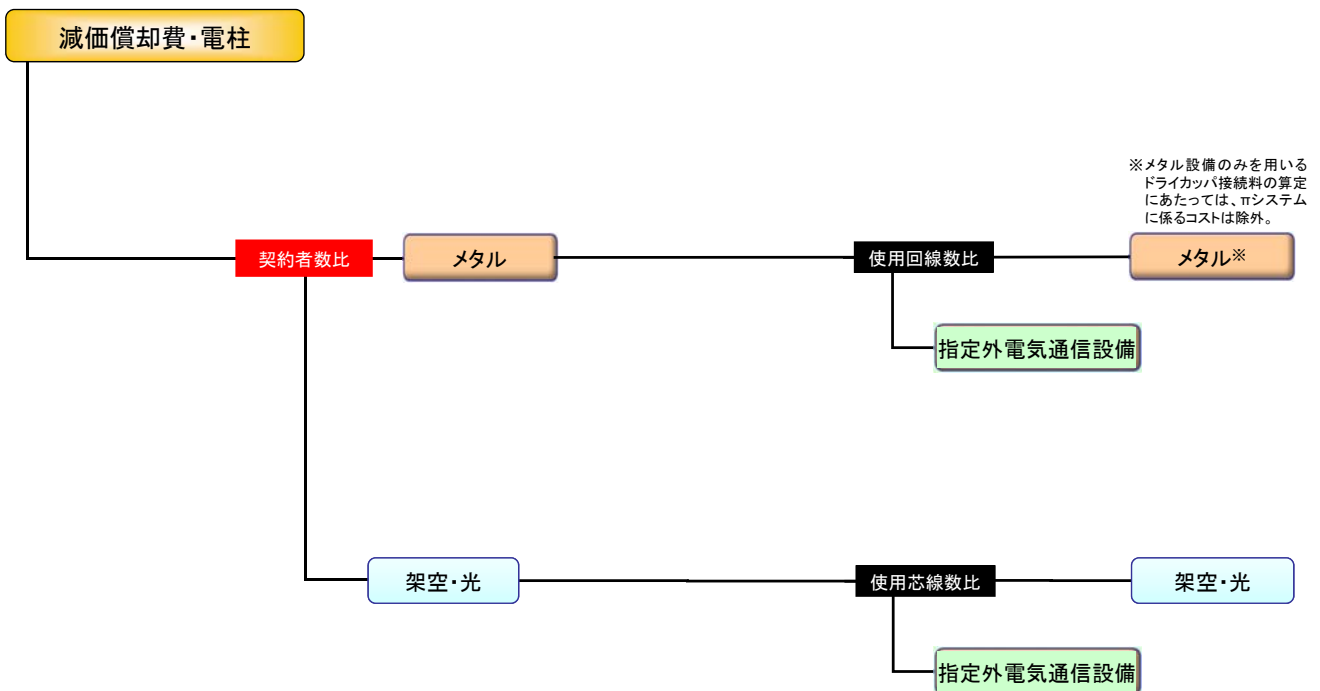 減価償却費・電柱
※メタル設備のみを用いる
ドライカッパ接続料の算定
にあたっては、πシステム
に係るコストは除外。
契約者数比
メタル
使用回線数比
メタル※
指定外電気通信設備
架空・光
使用芯線数比
架空・光
指定外電気通信設備